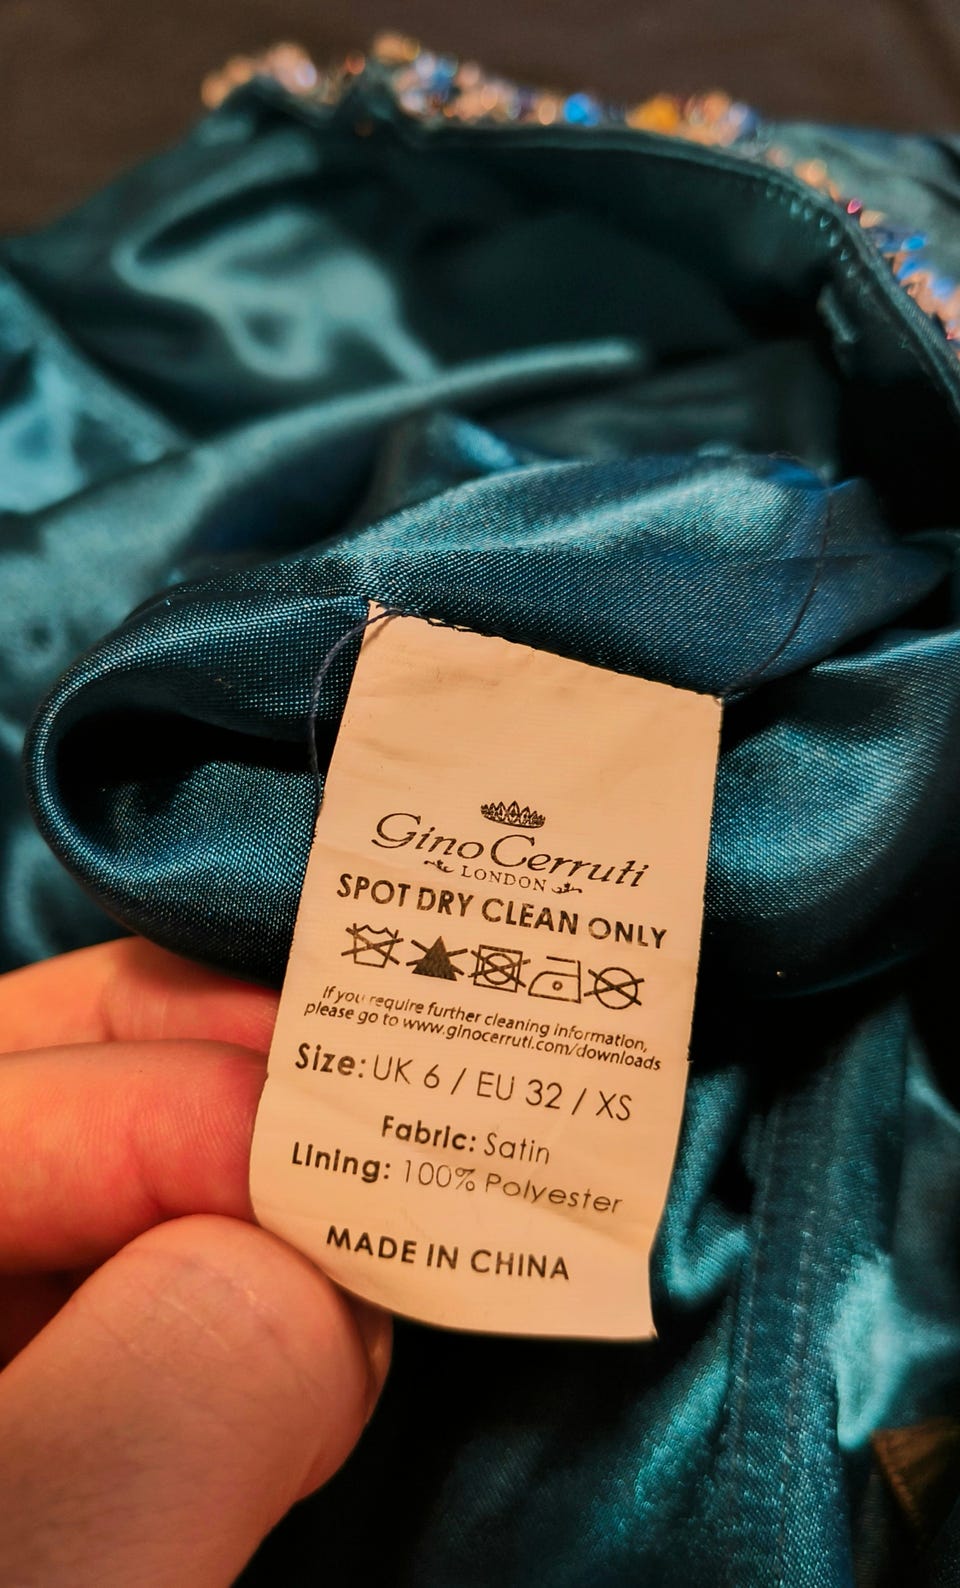 Gino Cerruti
LONDON
SPOT DRY CLEAN ONLY
If you require further cleaning information,
please go to www.ginocerruti.com/downloads
Size: UK 6 / EU 32 / XS
Fabric: Satin
Lining: 100% Polyester
MADE IN CHINA